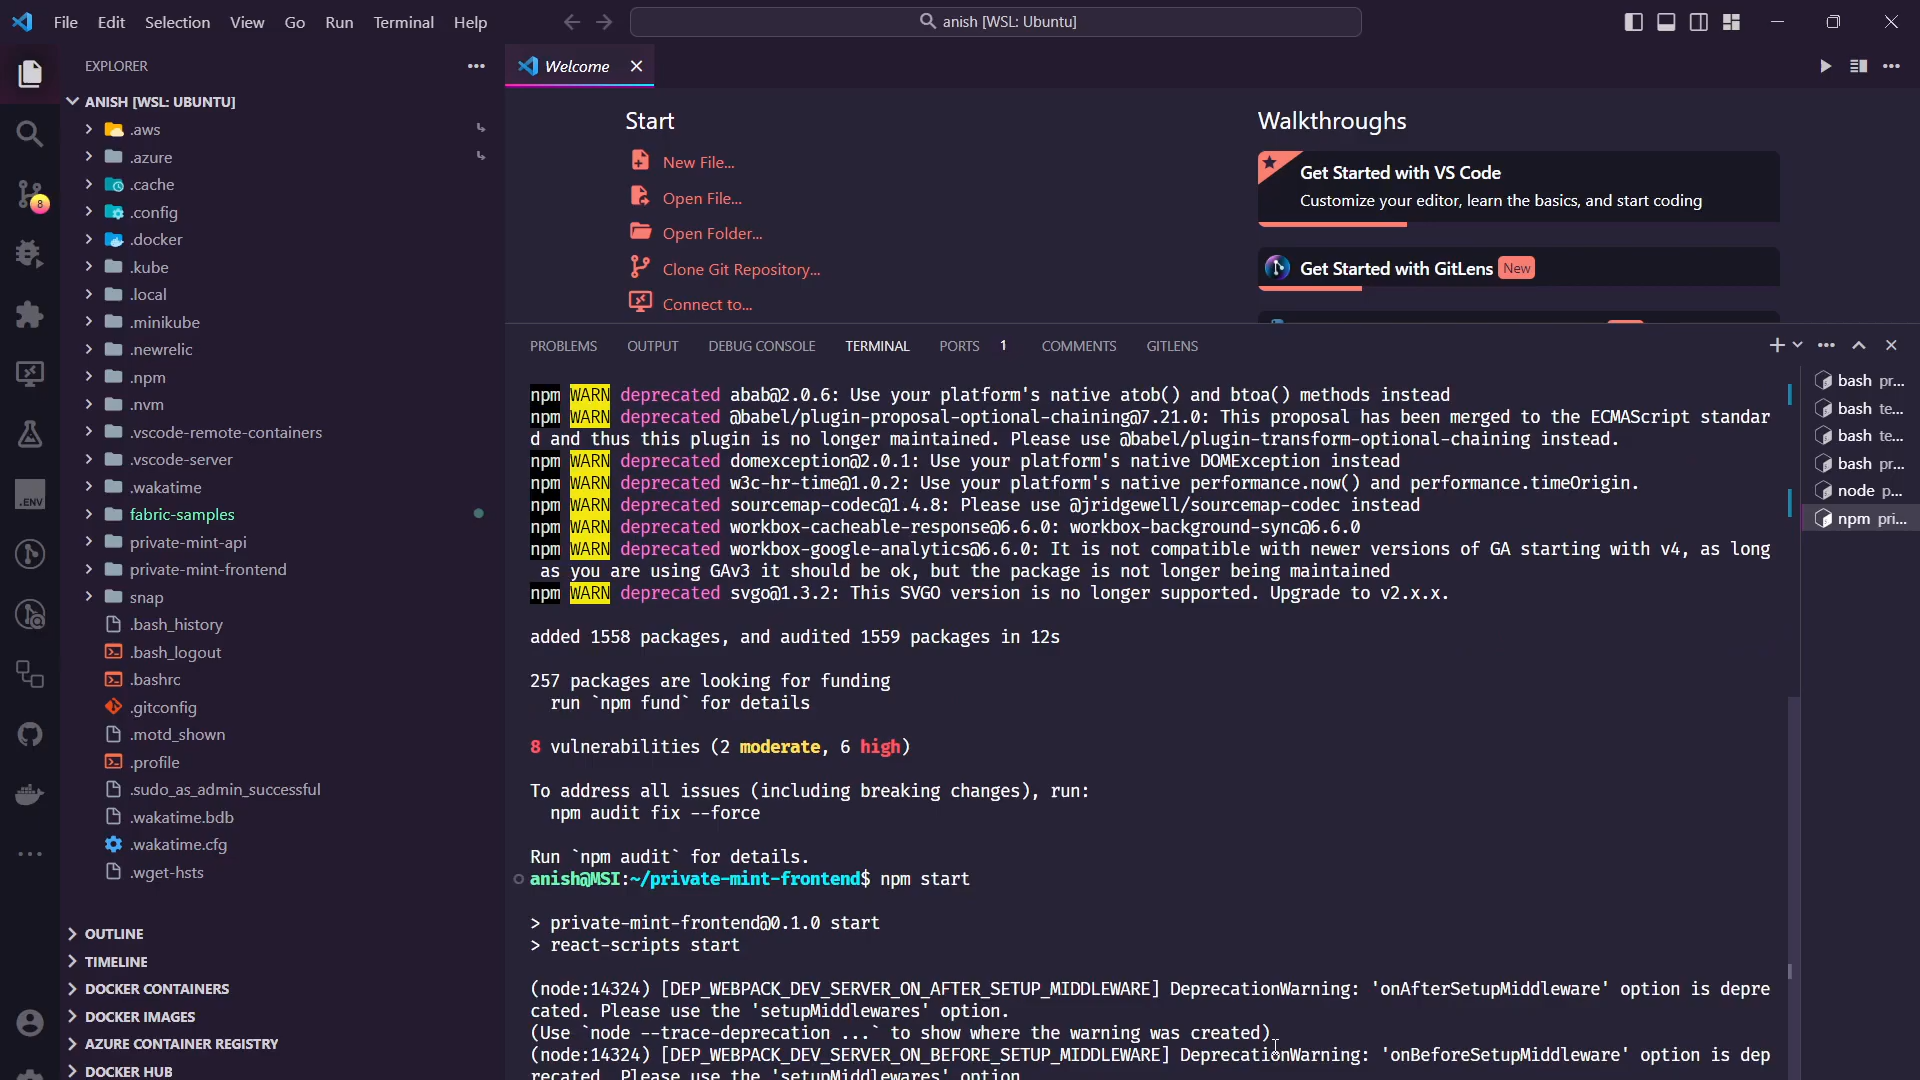 File Edit Selection View Go Run Terminal Help
anish [WSL: Ubuntu]
EXPLORER
ANISH [WSL: UBUNTU]
.aws
.azure
.cache
.config
.docker
.kube
.local
.minikube
.newrelic
.npm
.nvm
.vscode-remote-containers
.vscode-server
.wakatime
fabric-samples
private-mint-api
private-mint-frontend
snap
.bash_history
.bash_logout
.bashrc
.gitconfig
.motd_shown
.profile
.sudo_as_admin_successful
.wakatime.bdb
.wakatime.cfg
.wget-hsts
OUTLINE
TIMELINE
DOCKER CONTAINERS
DOCKER IMAGES
AZURE CONTAINER REGISTRY
DOCKER HUB
8
.ENV
Welcome
Start
New File...
Open File...
Open Folder...
Clone Git Repository...
Connect to...
Walkthroughs
Get Started with VS Code
Customize your editor, learn the basics, and start coding
Get Started with GitLens New
PROBLEMS OUTPUT DEBUG CONSOLE TERMINAL PORTS 1 COMMENTS GITLENS
npm WARN deprecated abab@2.0.6: Use your platform's native atob() and btoa() methods instead
npm WARN deprecated @babel/plugin-proposal-optional-chaining@7.21.0: This proposal has been merged to the ECMAScript standar
d and thus this plugin is no longer maintained. Please use @babel/plugin-transform-optional-chaining instead.
npm WARN deprecated domexception@2.0.1: Use your platform's native DOMException instead
npm WARN deprecated w3c-hr-time@1.0.2: Use your platform's native performance.now() and performance.timeOrigin.
npm WARN deprecated sourcemap-codec@1.4.8: Please use @jridgewell/sourcemap-codec instead
npm WARN deprecated workbox-cacheable-response@6.6.0: workbox-background-sync@6.6.0
npm WARN deprecated workbox-google-analytics@6.6.0: It is not compatible with newer versions of GA starting with v4, as long
as you are using GAv3 it should be ok, but the package is not longer being maintained
npm WARN deprecated svgo@1.3.2: This SVGO version is no longer supported. Upgrade to v2.x.x.
added 1558 packages, and audited 1559 packages in 12s
257 packages are looking for funding
run `npm fund` for details
8 vulnerabilities (2 moderate, 6 high)
To address all issues (including breaking changes), run:
npm audit fix --force
Run `npm audit` for details.
anish@MSI:~/private-mint-frontend$ npm start
> private-mint-frontend@0.1.0 start
> react-scripts start
(node:14324) [DEP_WEBPACK_DEV_SERVER_ON_AFTER_SETUP_MIDDLEWARE] DeprecationWarning: 'onAfterSetupMiddleware' option is depre
cated. Please use the 'setupMiddlewares' option.
(Use `node --trace-deprecation ...` to show where the warning was created)
(node:14324) [DEP_WEBPACK_DEV_SERVER_ON_BEFORE_SETUP_MIDDLEWARE] DeprecationWarning: 'onBeforeSetupMiddleware' option is dep
recated. Please use the 'setupMiddlewares' option.
bash pr...
bash te...
bash te...
bash pr...
node p...
npm pri...